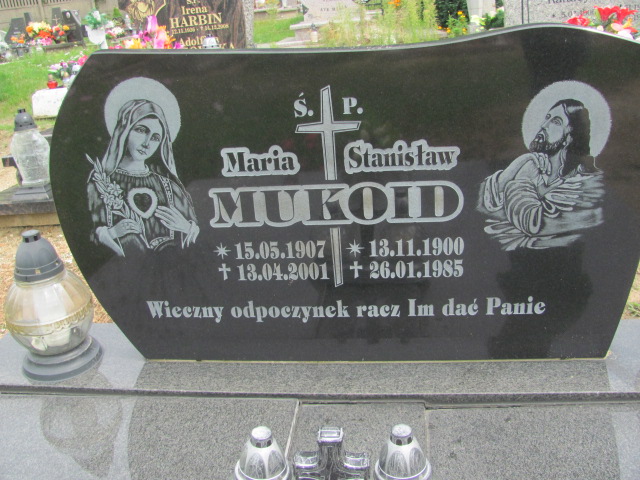 Irena
HARBIN
Adolf
Ś. P.
Maria Stanisław
MUKOID
* 15.05.1907 * 13.11.1900
† 13.04.2001 † 26.01.1985
Wieczny odpoczynek racz Im dać Panie